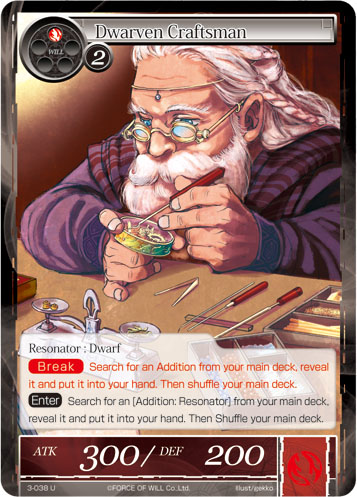 Dwarven Craftsman
WILL
2
Resonator : Dwarf
Break Search for an Addition from your main deck, reveal
it and put it into your hand. Then shuffle your main deck.
Enter Search for an [Addition: Resonator] from your main deck,
reveal it and put it into your hand. Then Shuffle your main deck.
ATK 300 / DEF 200
3-038 U ©FORCE OF WILL Co.,Ltd. Illust/zekko